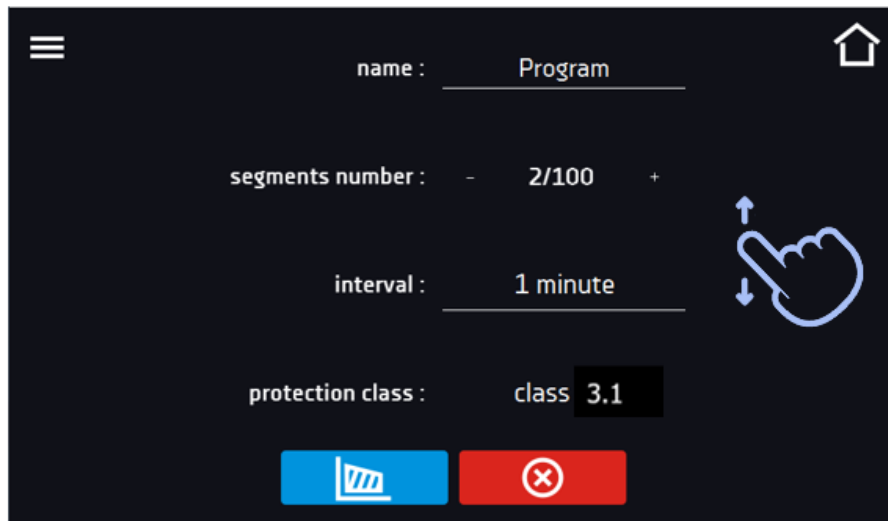 name : Program
segments number : - 2/100 +
interval : 1 minute
protection class : class 3.1